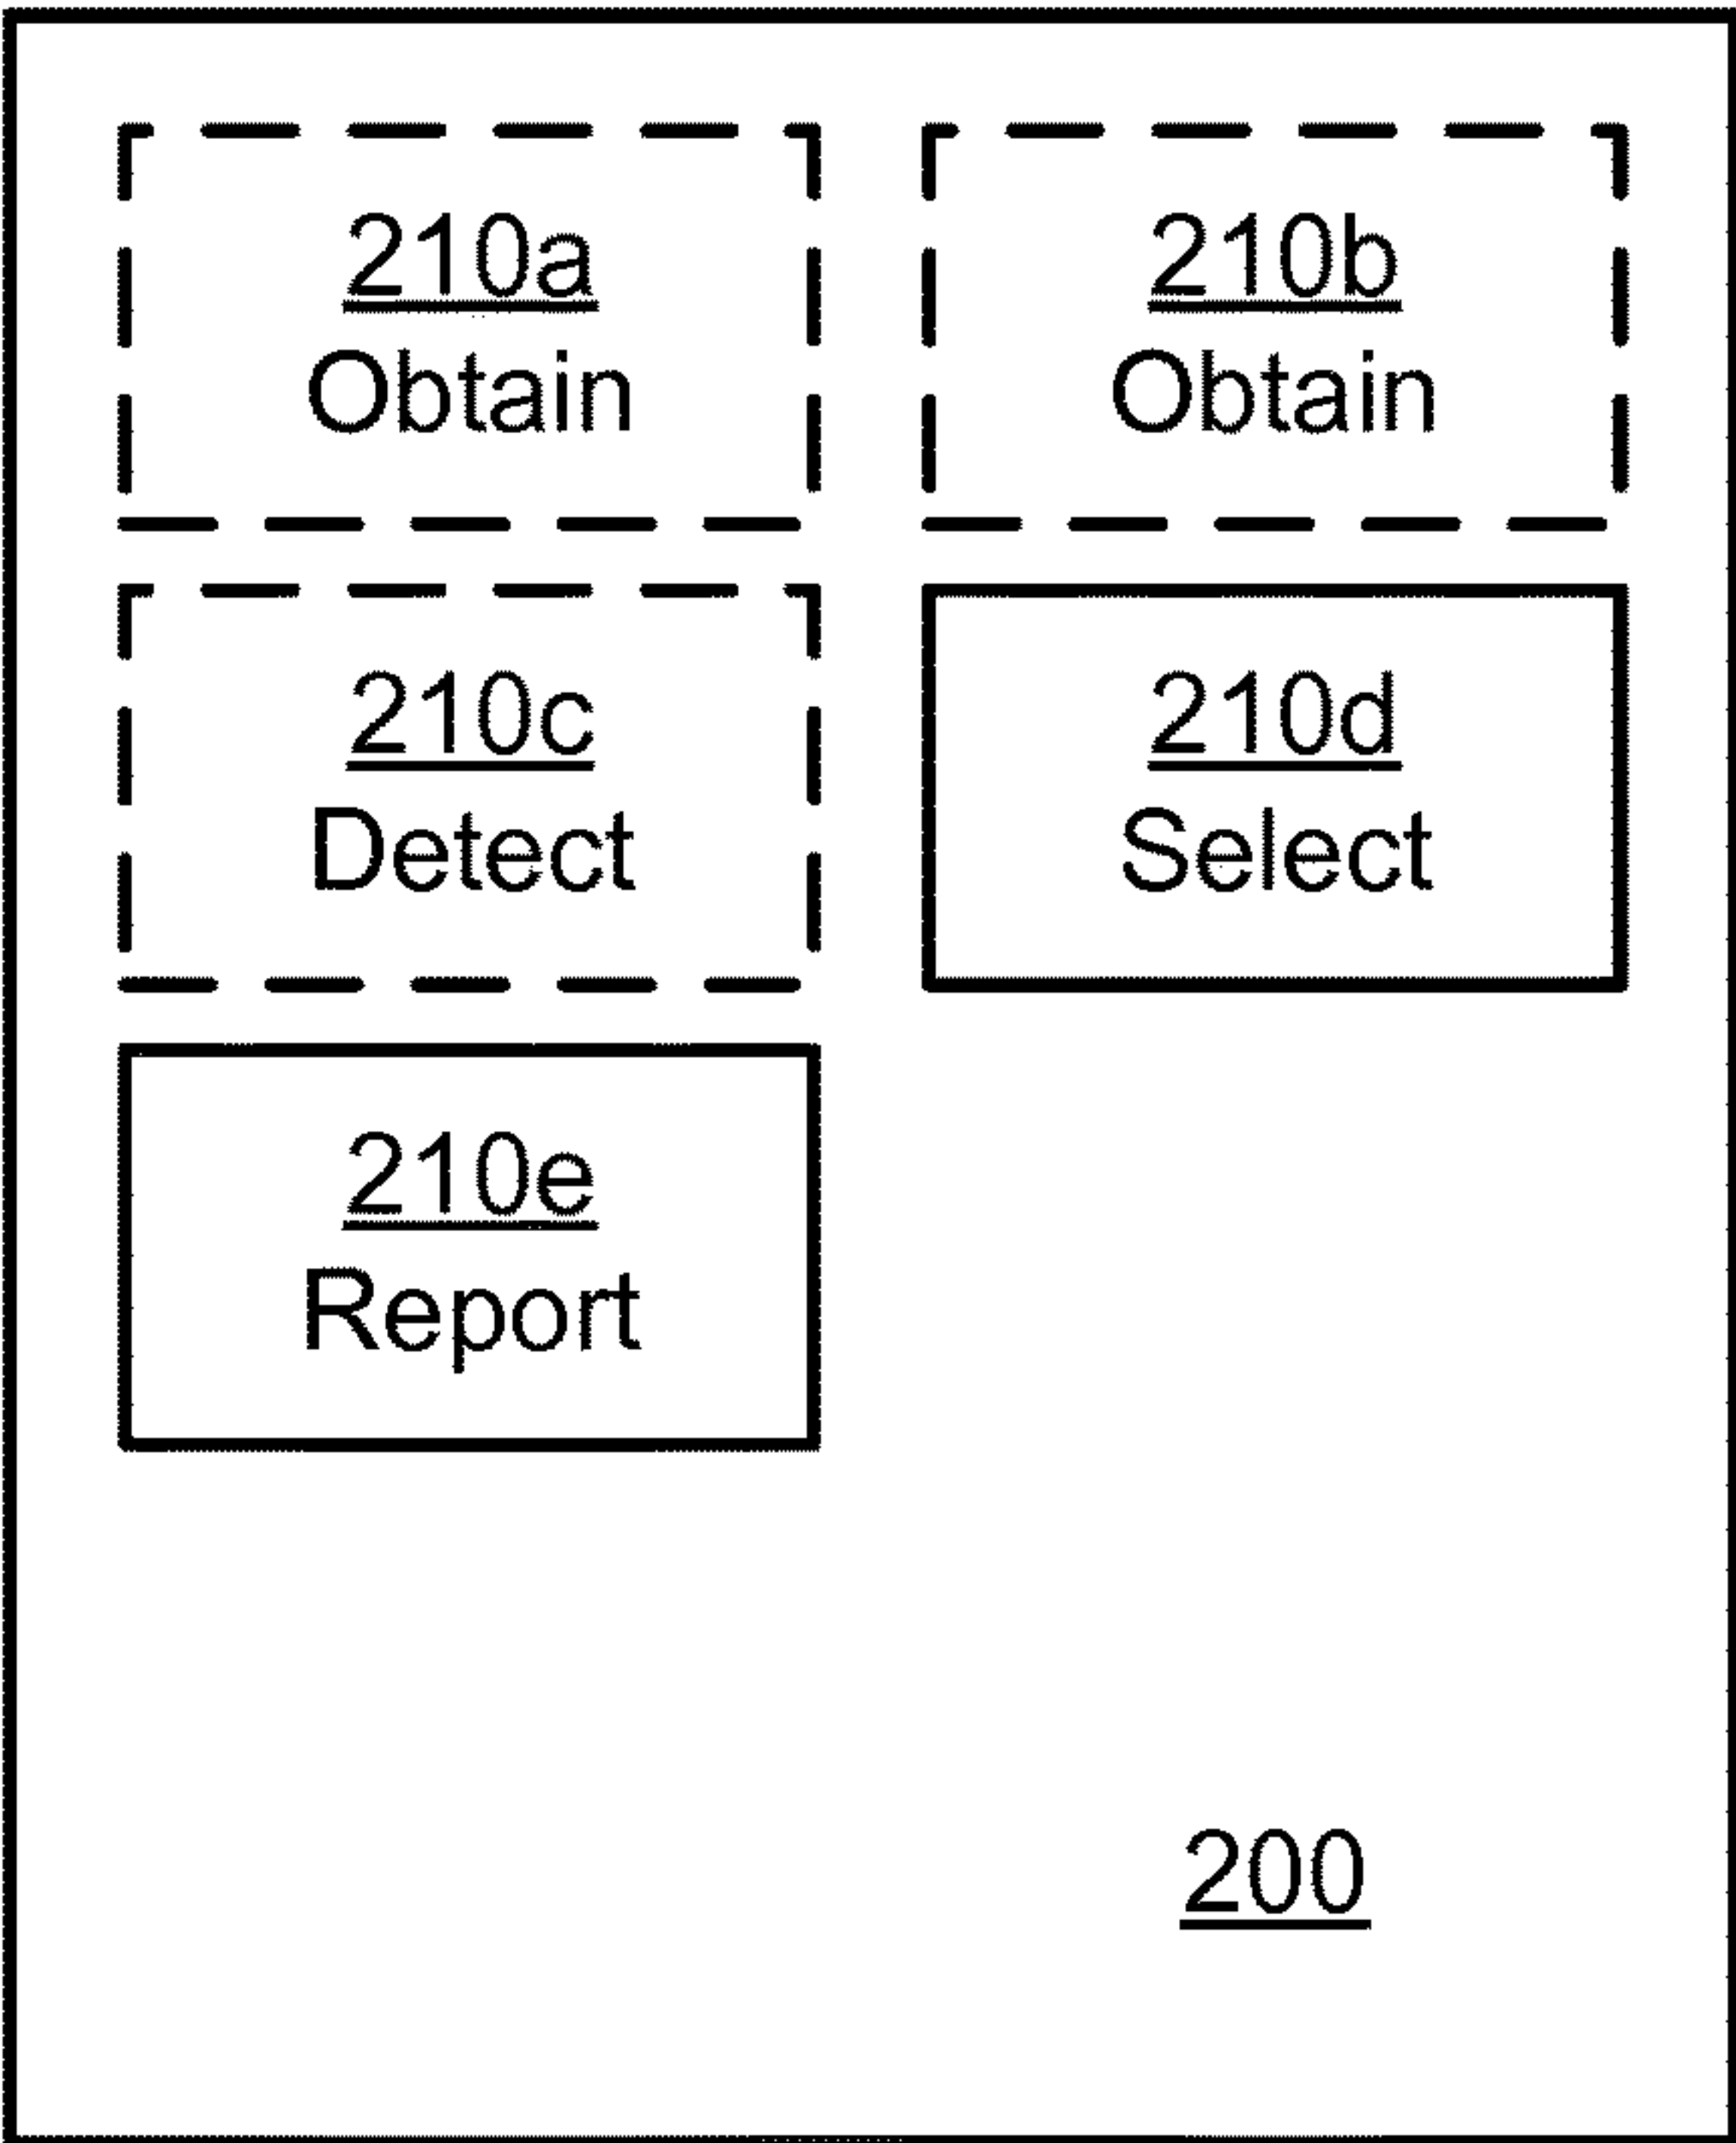 210a
Obtain
210b
Obtain
210c
Detect
210d
Select
210e
Report
200